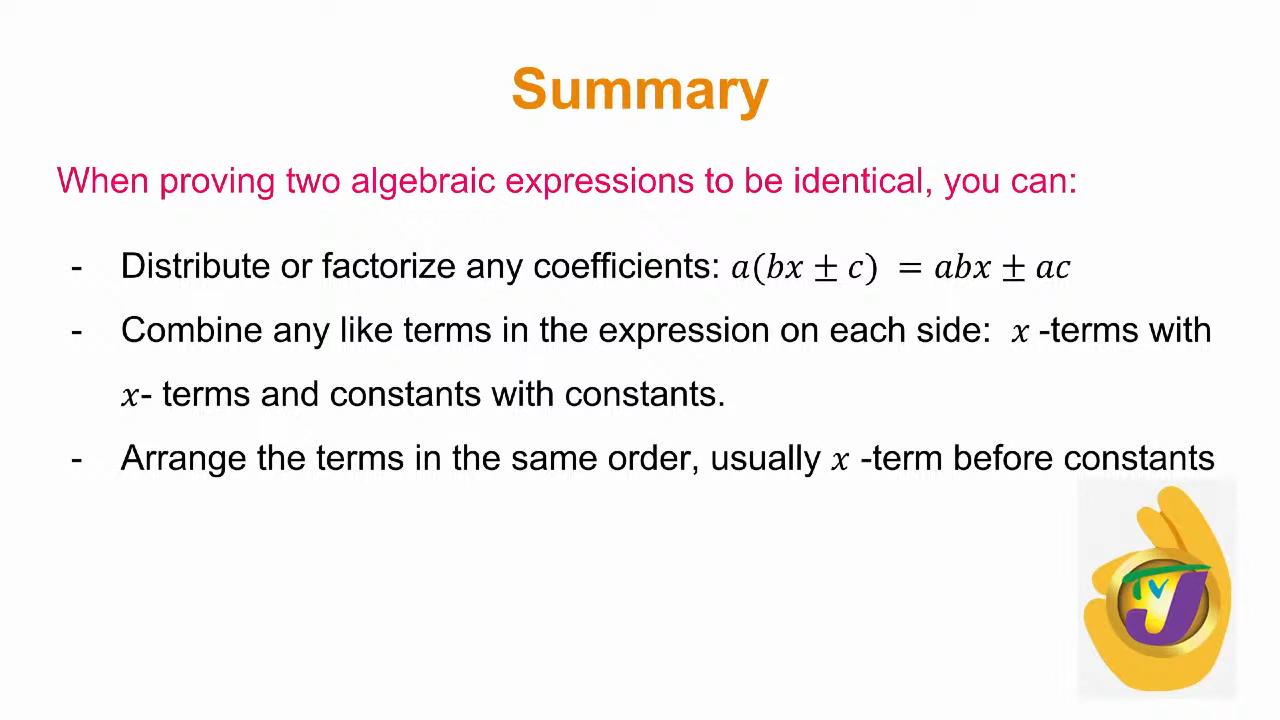 Summary
When proving two algebraic expressions to be identical, you can:
- Distribute or factorize any coefficients: a(bx ± c) = abx ± ac
- Combine any like terms in the expression on each side: x -terms with
x- terms and constants with constants.
- Arrange the terms in the same order, usually x -term before constants
TVJ